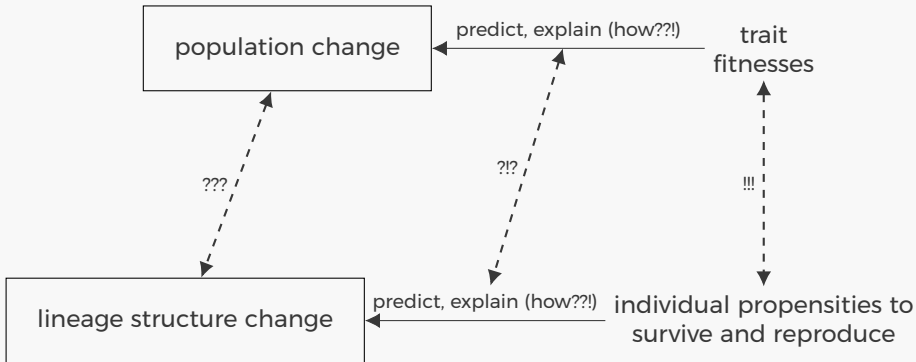 population change
predict, explain (how??!)
trait
fitnesses
???
?!?
!!!
lineage structure change
predict, explain (how??!)
individual propensities to
survive and reproduce